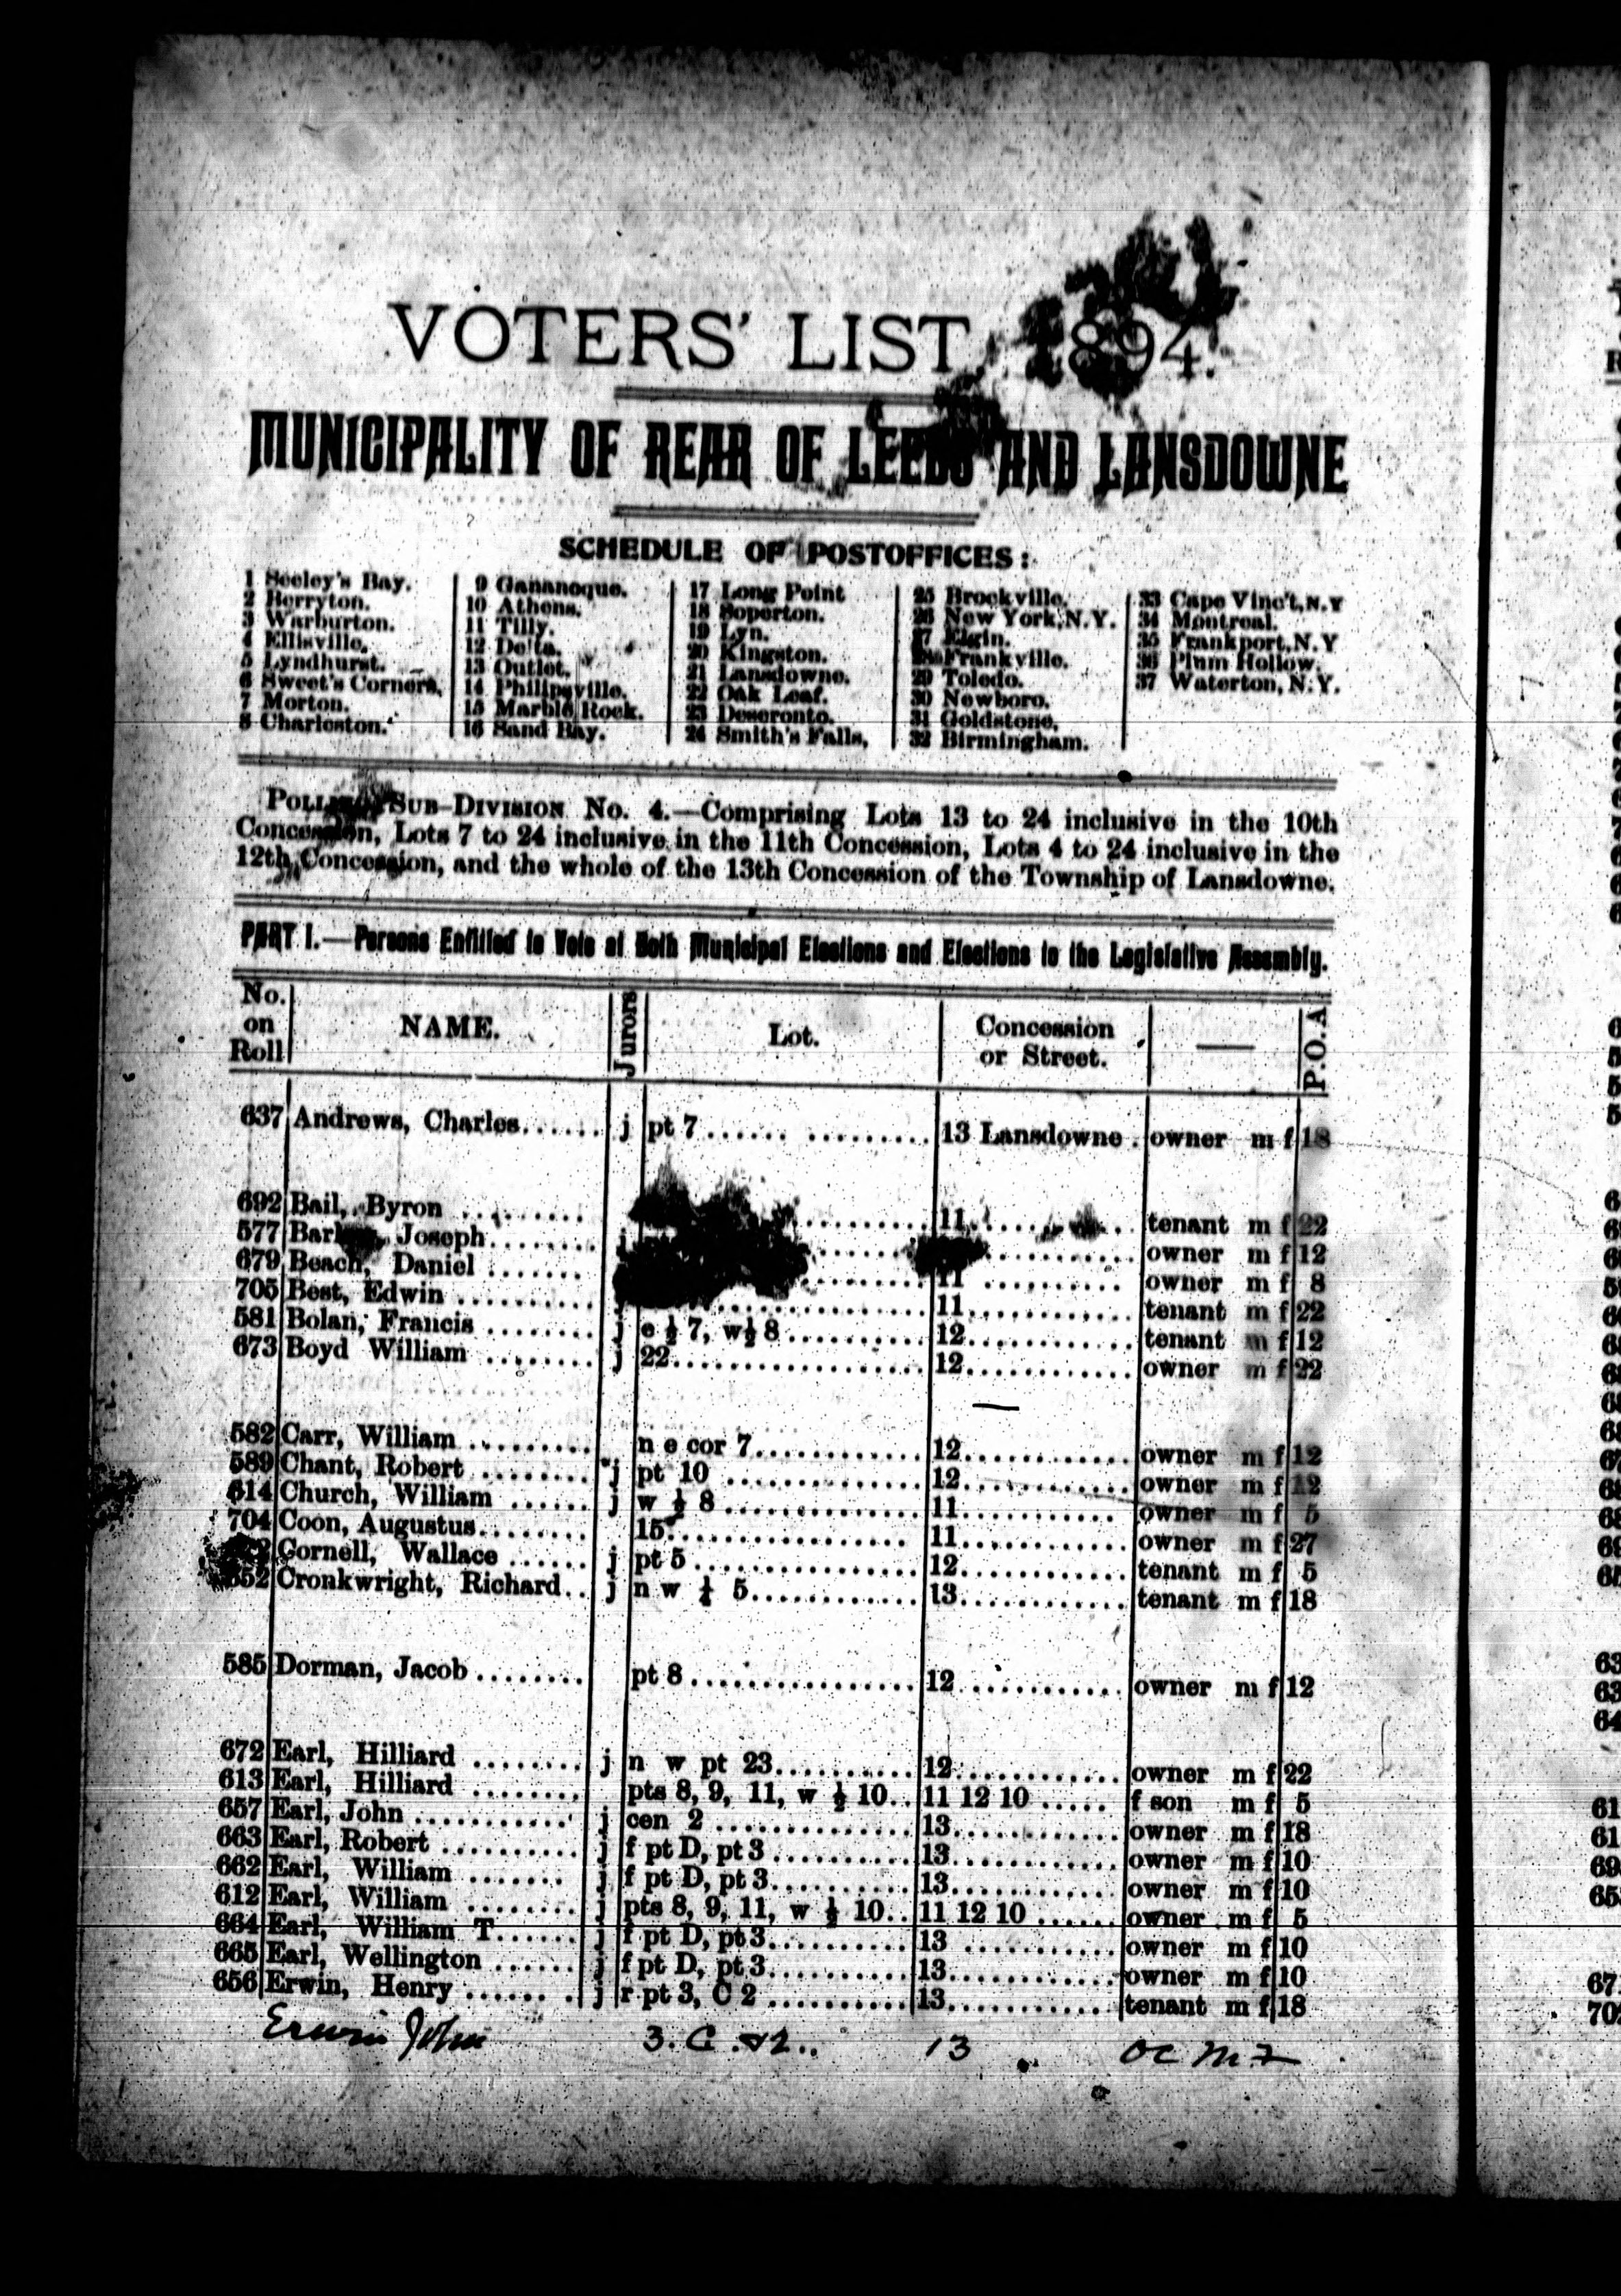 VOTERS' LIST, 1894.
MUNICIPALITY OF REAR OF LEEDS AND LANSDOWNE
SCHEDULE OF POSTOFFICES:
1 Seeley's Bay.
2 Berryton.
3 Warburton.
4 Ellisville.
5 Lyndhurst.
6 Sweet's Corners.
7 Morton.
8 Charleston.
9 Gananoque.
10 Athens.
11 Tilly.
12 Delta.
13 Outlet.
14 Philipsville.
15 Marble Rock.
16 Sand Bay.
17 Long Point
18 Soperton.
19 Lyn.
20 Kingston.
21 Lansdowne.
22 Oak Leaf.
23 Deseronto.
24 Smith's Falls.
25 Brockville.
26 New York, N.Y.
27 Elgin.
28 Frankville.
29 Toledo.
30 Newboro.
31 Goldstone.
32 Birmingham.
33 Cape Vinc't, N.Y
34 Montreal.
35 Frankport, N.Y
36 Plum Hollow.
37 Waterton, N.Y.
POLLING SUB-DIVISION No. 4.—Comprising Lots 13 to 24 inclusive in the 10th
Concession, Lots 7 to 24 inclusive in the 11th Concession, Lots 4 to 24 inclusive in the
12th Concession, and the whole of the 13th Concession of the Township of Lansdowne.
PART I.—Persons Entitled to Vote at Both Municipal Elections and Elections to the Legislative Assembly.
No. on Roll | NAME. | Jurors | Lot. | Concession or Street. | — | P.O.A
637 Andrews, Charles...... j pt 7...... ......... 13 Lansdowne . owner m f 18
692 Bail, Byron ......... 11 tenant m f 22
577 Joseph........ owner m f 12
679 Beach, Daniel ....... 11 ........... owner m f 8
705 Best, Edwin .......... 11............ tenant m f 22
581 Bolan, Francis ........ j e ½ 7, w½ 8.......... 12............ tenant m f 12
673 Boyd William ........ j 22.................. 12............ owner m f 22
582 Carr, William ......... n e cor 7............ 12............ owner m f 12
589 Chant, Robert ........ j pt 10 .............. 12............ owner m f 12
614 Church, William ...... j w ½ 8 .............. 11............ owner m f 5
704 Coon, Augustus........ 15.................. 11............ owner m f 27
Cornell, Wallace ...... j pt 5................ 12............ tenant m f 5
652 Cronkwright, Richard.. j n w ¼ 5............ 13............ tenant m f 18
585 Dorman, Jacob ........ pt 8................ 12............ owner m f 12
672 Earl, Hilliard ........ j n w pt 23.......... 12............ owner m f 22
613 Earl, Hilliard ........ pts 8, 9, 11, w ½ 10.. 11 12 10 ..... f son m f 5
657 Earl, John ........... j cen 2 .............. 13............ owner m f 18
663 Earl, Robert .......... j f pt D, pt 3.......... 13............ owner m f 10
662 Earl, William ....... j f pt D, pt 3.......... 13............ owner m f 10
612 Earl, William ........ j pts 8, 9, 11, w ½ 10.. 11 12 10 ...... owner m f 5
664 Earl, William T...... j f pt D, pt 3.......... 13 ........... owner m f 10
665 Earl, Wellington ...... j f pt D, pt 3.......... 13............ owner m f 10
656 Erwin, Henry ...... . j r pt 3, C 2 .......... 13............ tenant m f 18
Erwin John 3. C. &2.. 13 oc m f